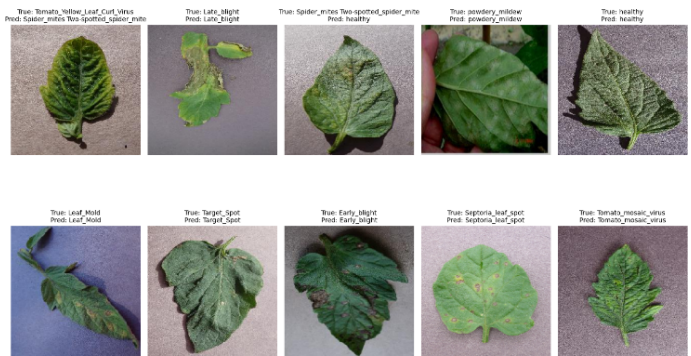 True: Tomato_Yellow_Leaf_Curl_Virus
Pred: Spider_mites Two-spotted_spider_mite
True: Late_blight
Pred: Late_blight
True: Spider_mites Two-spotted_spider_mite
Pred: healthy
True: powdery_mildew
Pred: powdery_mildew
True: healthy
Pred: healthy
True: Leaf_Mold
Pred: Leaf_Mold
True: Target_Spot
Pred: Target_Spot
True: Early_blight
Pred: Early_blight
True: Septoria_leaf_spot
Pred: Septoria_leaf_spot
True: Tomato_mosaic_virus
Pred: Tomato_mosaic_virus